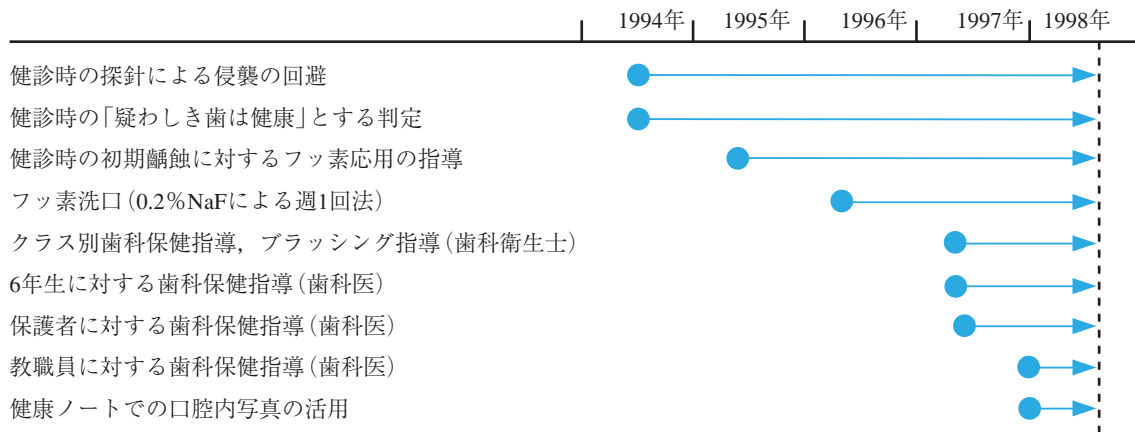 1994年 1995年 1996年 1997年 1998年
健診時の探針による侵襲の回避
健診時の「疑わしき歯は健康」とする判定
健診時の初期齲蝕に対するフッ素応用の指導
フッ素洗口(0.2%NaFによる週1回法)
クラス別歯科保健指導，ブラッシング指導(歯科衛生士)
6年生に対する歯科保健指導(歯科医)
保護者に対する歯科保健指導(歯科医)
教職員に対する歯科保健指導(歯科医)
健康ノートでの口腔内写真の活用